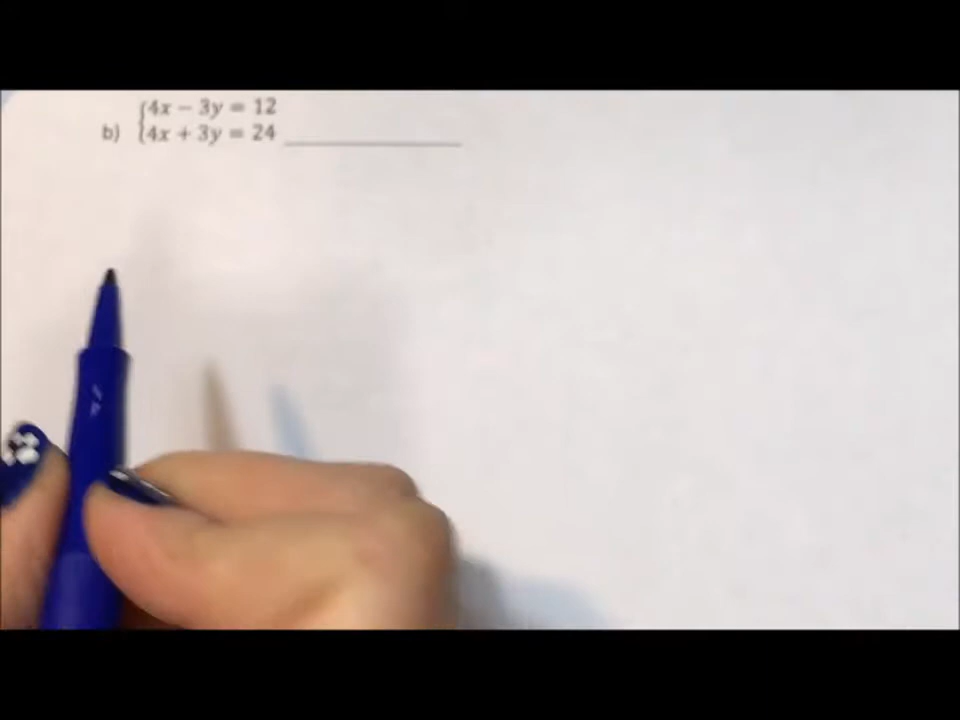 4x − 3y = 12
b) 4x + 3y = 24